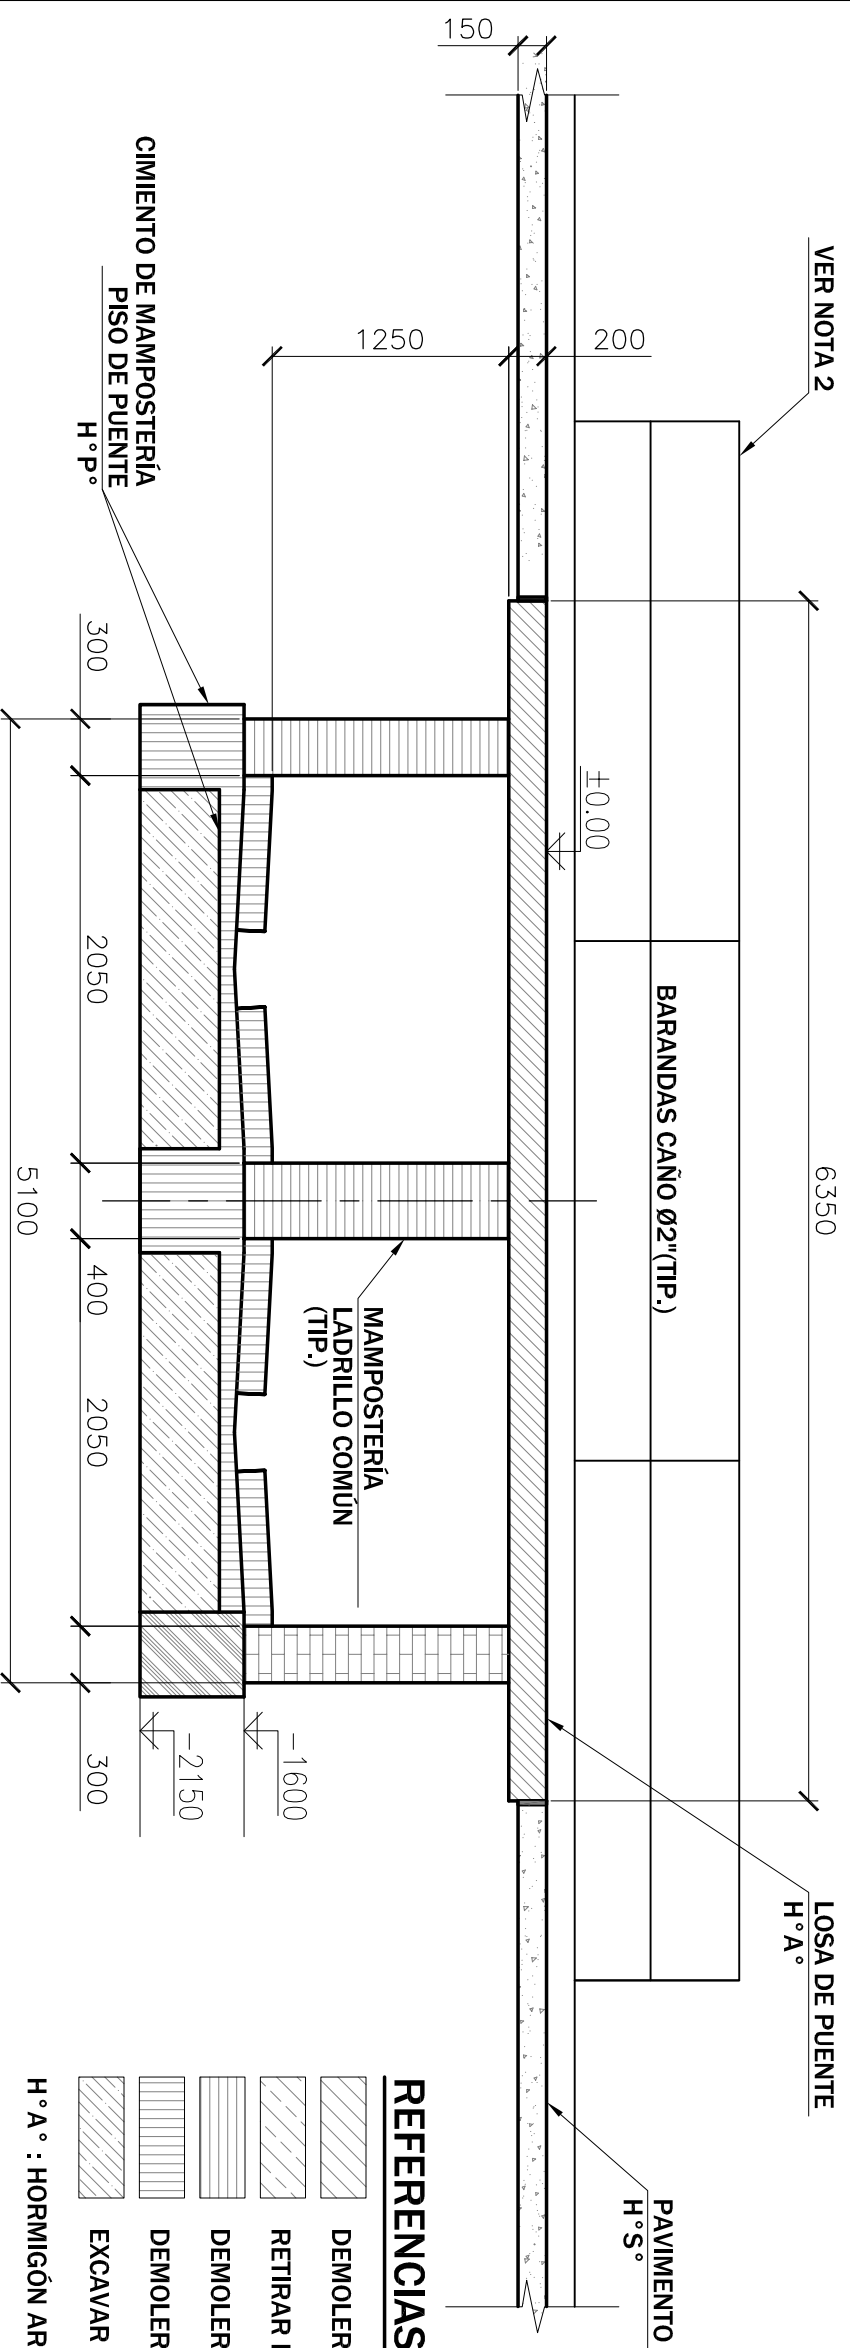 VER NOTA 2
6350
LOSA DE PUENTE
H°A°
PAVIMENTO
H°S°
BARANDAS CAÑO Ø2"(TIP.)
±0.00
150
200
1250
MAMPOSTERÍA
LADRILLO COMÚN
(TIP.)
CIMIENTO DE MAMPOSTERÍA
PISO DE PUENTE
H°P°
-1600
-2150
300
2050
400
2050
300
5100
REFERENCIAS
DEMOLER
RETIRAR
DEMOLER
DEMOLER
EXCAVAR
H°A° : HORMIGÓN AR